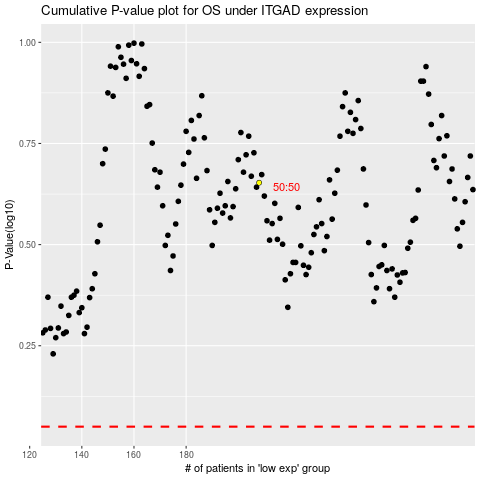 Cumulative P-value plot for OS under ITGAD expression
1.00
0.75
0.50
0.25
P-Value(log10)
50:50
120 140 160 180
# of patients in 'low exp' group